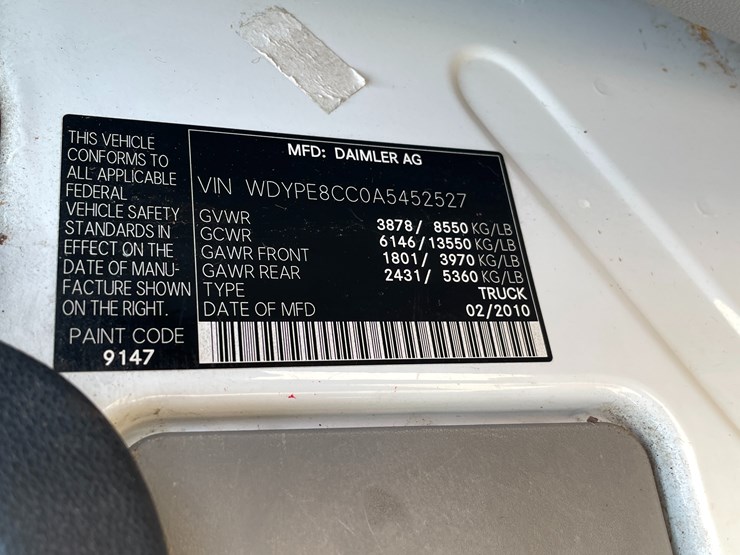 THIS VEHICLE
CONFORMS TO
ALL APPLICABLE
FEDERAL
VEHICLE SAFETY
STANDARDS IN
EFFECT ON THE
DATE OF MANU-
FACTURE SHOWN
ON THE RIGHT.
PAINT CODE
9147
MFD: DAIMLER AG
VIN WDYPE8CC0A5452527
GVWR 3878/ 8550 KG/LB
GCWR 6146/13550 KG/LB
GAWR FRONT 1801/ 3970 KG/LB
GAWR REAR 2431/ 5360 KG/LB
TYPE TRUCK
DATE OF MFD 02/2010